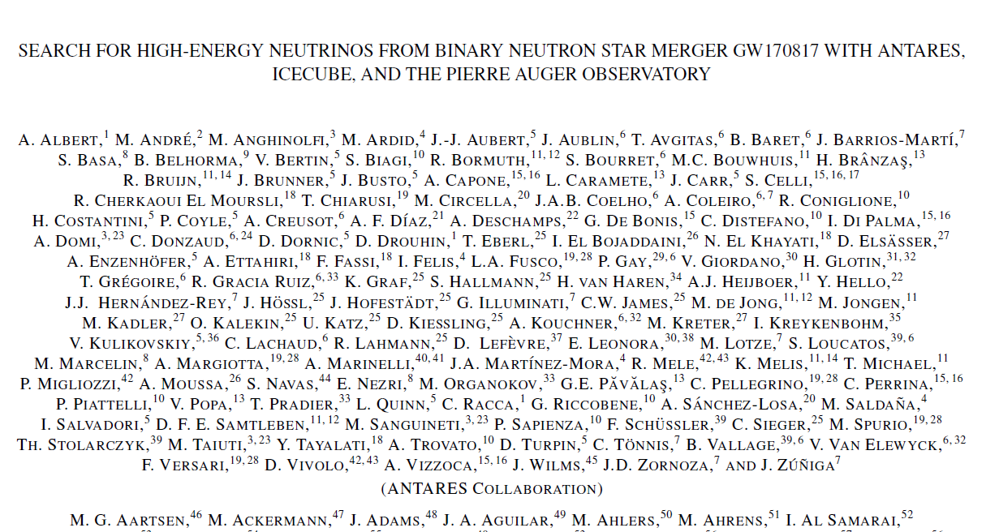 SEARCH FOR HIGH-ENERGY NEUTRINOS FROM BINARY NEUTRON STAR MERGER GW170817 WITH ANTARES,
ICECUBE, AND THE PIERRE AUGER OBSERVATORY
A. ALBERT,1 M. ANDRÉ,2 M. ANGHINOLFI,3 M. ARDID,4 J.-J. AUBERT,5 J. AUBLIN,6 T. AVGITAS,6 B. BARET,6 J. BARRIOS-MARTÍ,7
S. BASA,8 B. BELHORMA,9 V. BERTIN,5 S. BIAGI,10 R. BORMUTH,11,12 S. BOURRET,6 M.C. BOUWHUIS,11 H. BRÂNZAŞ,13
R. BRUIJN,11,14 J. BRUNNER,5 J. BUSTO,5 A. CAPONE,15,16 L. CARAMETE,13 J. CARR,5 S. CELLI,15,16,17
R. CHERKAOUI EL MOURSLI,18 T. CHIARUSI,19 M. CIRCELLA,20 J.A.B. COELHO,6 A. COLEIRO,6,7 R. CONIGLIONE,10
H. COSTANTINI,5 P. COYLE,5 A. CREUSOT,6 A. F. DÍAZ,21 A. DESCHAMPS,22 G. DE BONIS,15 C. DISTEFANO,10 I. DI PALMA,15,16
A. DOMI,3,23 C. DONZAUD,6,24 D. DORNIC,5 D. DROUHIN,1 T. EBERL,25 I. EL BOJADDAINI,26 N. EL KHAYATI,18 D. ELSÄSSER,27
A. ENZENHÖFER,5 A. ETTAHIRI,18 F. FASSI,18 I. FELIS,4 L.A. FUSCO,19,28 P. GAY,29,6 V. GIORDANO,30 H. GLOTIN,31,32
T. GRÉGOIRE,6 R. GRACIA RUIZ,6,33 K. GRAF,25 S. HALLMANN,25 H. VAN HAREN,34 A.J. HEIJBOER,11 Y. HELLO,22
J.J. HERNÁNDEZ-REY,7 J. HÖSSL,25 J. HOFESTÄDT,25 G. ILLUMINATI,7 C.W. JAMES,25 M. DE JONG,11,12 M. JONGEN,11
M. KADLER,27 O. KALEKIN,25 U. KATZ,25 D. KIESSLING,25 A. KOUCHNER,6,32 M. KRETER,27 I. KREYKENBOHM,35
V. KULIKOVSKIY,5,36 C. LACHAUD,6 R. LAHMANN,25 D. LEFÈVRE,37 E. LEONORA,30,38 M. LOTZE,7 S. LOUCATOS,39,6
M. MARCELIN,8 A. MARGIOTTA,19,28 A. MARINELLI,40,41 J.A. MARTÍNEZ-MORA,4 R. MELE,42,43 K. MELIS,11,14 T. MICHAEL,11
P. MIGLIOZZI,42 A. MOUSSA,26 S. NAVAS,44 E. NEZRI,8 M. ORGANOKOV,33 G.E. PĂVĂLAŞ,13 C. PELLEGRINO,19,28 C. PERRINA,15,16
P. PIATTELLI,10 V. POPA,13 T. PRADIER,33 L. QUINN,5 C. RACCA,1 G. RICCOBENE,10 A. SÁNCHEZ-LOSA,20 M. SALDAÑA,4
I. SALVADORI,5 D. F. E. SAMTLEBEN,11,12 M. SANGUINETI,3,23 P. SAPIENZA,10 F. SCHÜSSLER,39 C. SIEGER,25 M. SPURIO,19,28
TH. STOLARCZYK,39 M. TAIUTI,3,23 Y. TAYALATI,18 A. TROVATO,10 D. TURPIN,5 C. TÖNNIS,7 B. VALLAGE,39,6 V. VAN ELEWYCK,6,32
F. VERSARI,19,28 D. VIVOLO,42,43 A. VIZZOCA,15,16 J. WILMS,45 J.D. ZORNOZA,7 AND J. ZÚÑIGA7
(ANTARES COLLABORATION)
M. G. AARTSEN,46 M. ACKERMANN,47 J. ADAMS,48 J. A. AGUILAR,49 M. AHLERS,50 M. AHRENS,51 I. AL SAMARAI,52